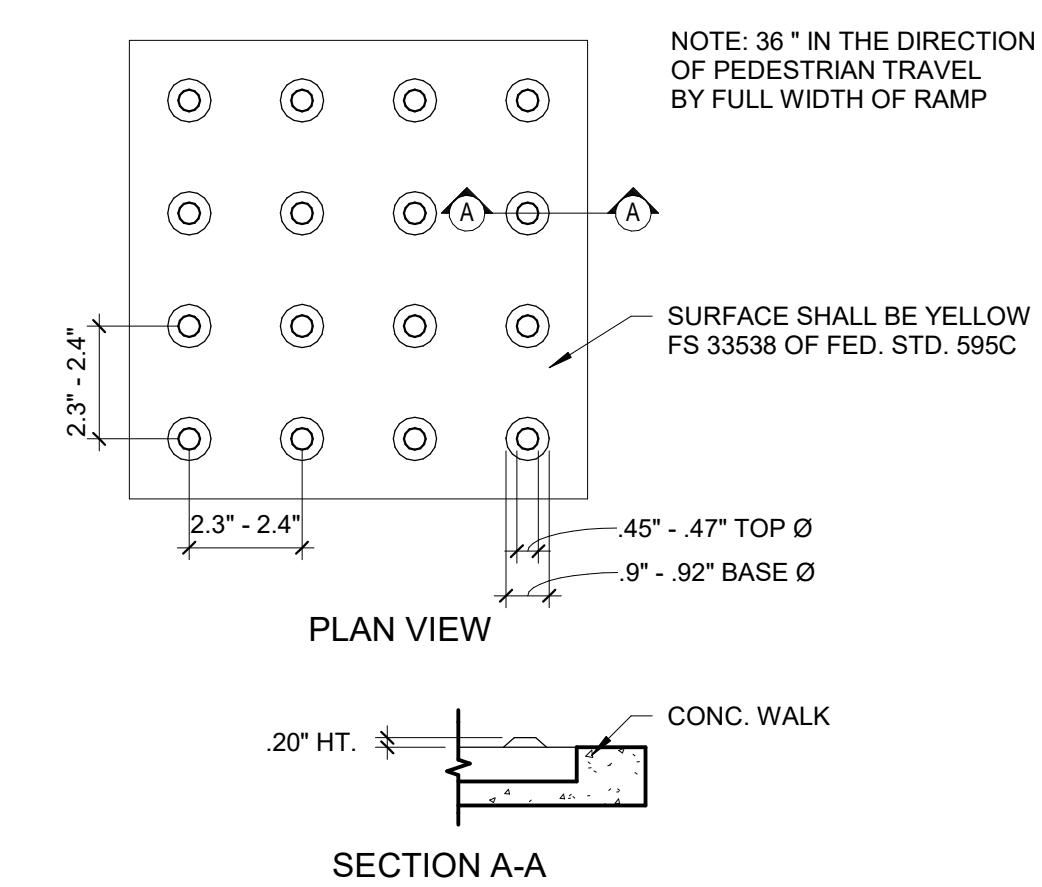 NOTE: 36 " IN THE DIRECTION
OF PEDESTRIAN TRAVEL
BY FULL WIDTH OF RAMP
A
A
SURFACE SHALL BE YELLOW
FS 33538 OF FED. STD. 595C
2.3" - 2.4"
2.3" - 2.4"
.45" - .47" TOP Ø
.9" - .92" BASE Ø
PLAN VIEW
CONC. WALK
.20" HT.
SECTION A-A